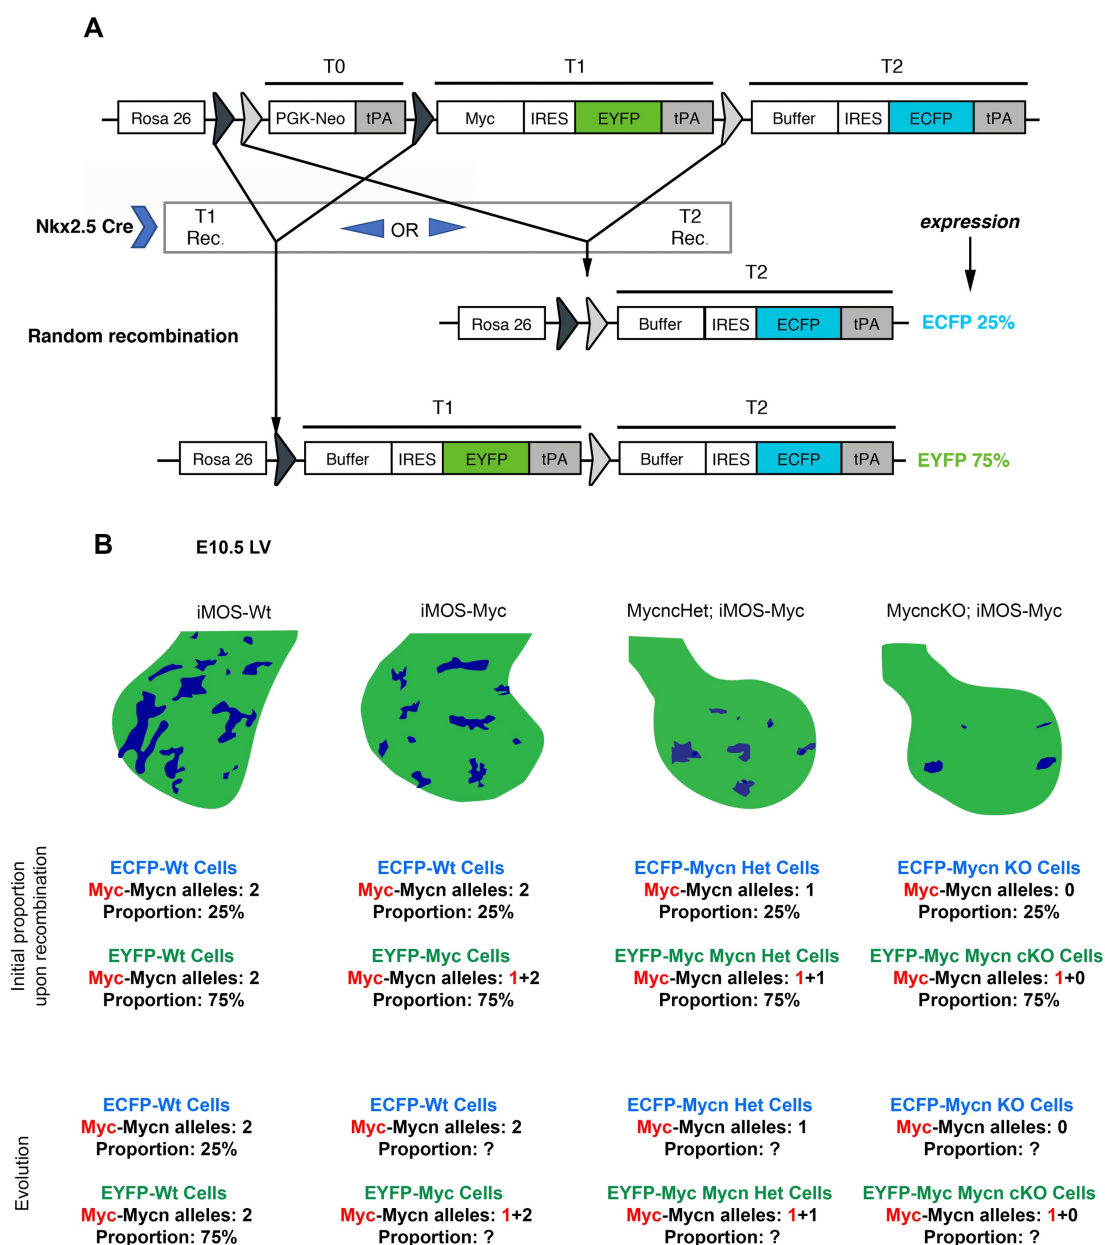 A
T0
T1
T2
Rosa 26
PGK-Neo
tPA
Myc
IRES
EYFP
tPA
Buffer
IRES
ECFP
tPA
Nkx2.5 Cre
T1
Rec.
OR
T2
Rec.
expression
T2
Rosa 26
Buffer
IRES
ECFP
tPA
ECFP 25%
Random recombination
T1
T2
Rosa 26
Buffer
IRES
EYFP
tPA
Buffer
IRES
ECFP
tPA
EYFP 75%
B
E10.5 LV
iMOS-Wt
iMOS-Myc
MycncHet; iMOS-Myc
MycncKO; iMOS-Myc
Initial proportion
upon recombination
ECFP-Wt Cells
Myc-Mycn alleles: 2
Proportion: 25%
ECFP-Wt Cells
Myc-Mycn alleles: 2
Proportion: 25%
ECFP-Mycn Het Cells
Myc-Mycn alleles: 1
Proportion: 25%
ECFP-Mycn KO Cells
Myc-Mycn alleles: 0
Proportion: 25%
EYFP-Wt Cells
Myc-Mycn alleles: 2
Proportion: 75%
EYFP-Myc Cells
Myc-Mycn alleles: 1+2
Proportion: 75%
EYFP-Myc Mycn Het Cells
Myc-Mycn alleles: 1+1
Proportion: 75%
EYFP-Myc Mycn cKO Cells
Myc-Mycn alleles: 1+0
Proportion: 75%
Evolution
ECFP-Wt Cells
Myc-Mycn alleles: 2
Proportion: 25%
ECFP-Wt Cells
Myc-Mycn alleles: 2
Proportion: ?
ECFP-Mycn Het Cells
Myc-Mycn alleles: 1
Proportion: ?
ECFP-Mycn KO Cells
Myc-Mycn alleles: 0
Proportion: ?
EYFP-Wt Cells
Myc-Mycn alleles: 2
Proportion: 75%
EYFP-Myc Cells
Myc-Mycn alleles: 1+2
Proportion: ?
EYFP-Myc Mycn Het Cells
Myc-Mycn alleles: 1+1
Proportion: ?
EYFP-Myc Mycn cKO Cells
Myc-Mycn alleles: 1+0
Proportion: ?